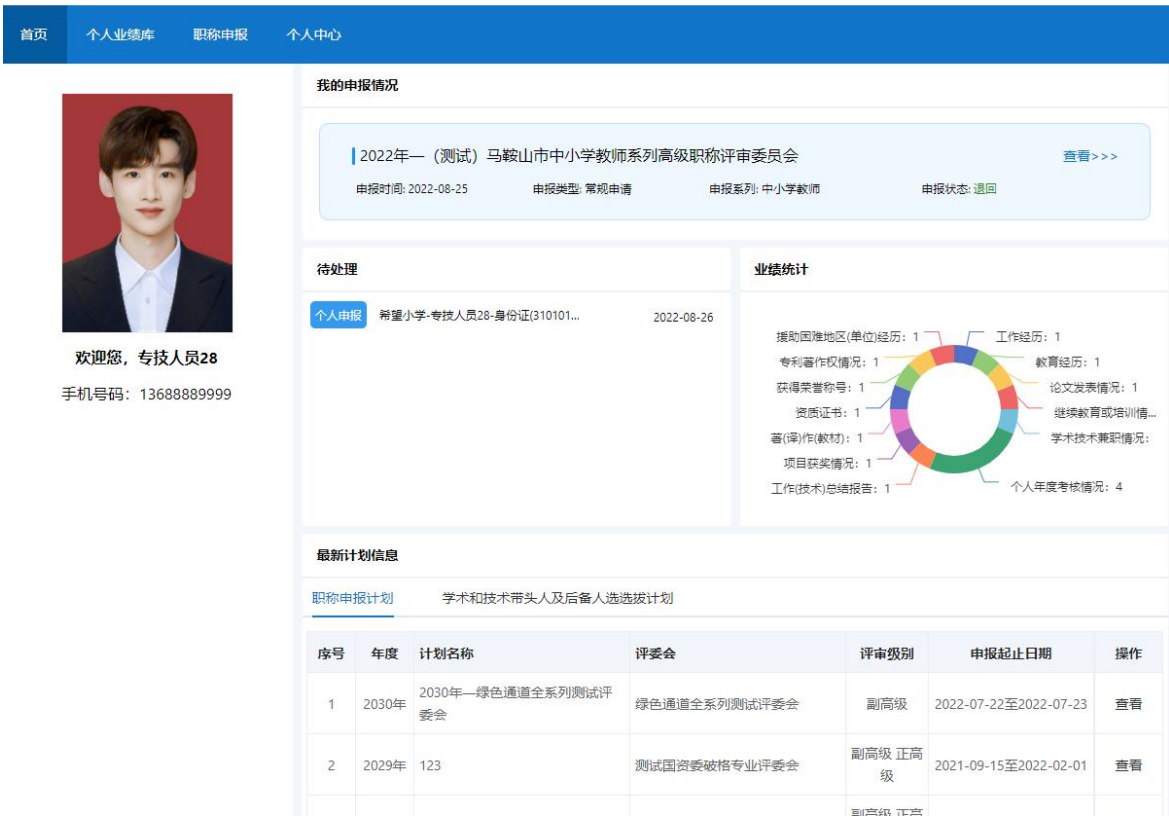 首页 个人业绩库 职称申报 个人中心
欢迎您，专技人员28
手机号码：13688889999
我的申报情况
2022年—（测试）马鞍山市中小学教师系列高级职称评审委员会 查看>>>
申报时间: 2022-08-25 申报类型: 常规申请 申报系列: 中小学教师 申报状态: 退回
待处理
个人申报 希望小学-专技人员28-身份证(310101... 2022-08-26
业绩统计
援助困难地区(单位)经历：1 工作经历：1
专利著作权情况：1 教育经历：1
获得荣誉称号：1 论文发表情况：1
资质证书：1 继续教育或培训情...
著(译)作(教材)：1 学术技术兼职情况：
项目获奖情况：1
工作(技术)总结报告：1 个人年度考核情况：4
最新计划信息
职称申报计划 学术和技术带头人及后备人选选拔计划
序号 年度 计划名称 评委会 评审级别 申报起止日期 操作
1 2030年 2030年—绿色通道全系列测试评
委会 绿色通道全系列测试评委会 副高级 2022-07-22至2022-07-23 查看
2 2029年 123 测试国资委破格专业评委会 副高级 正高
级 2021-09-15至2022-02-01 查看
副高级 正高